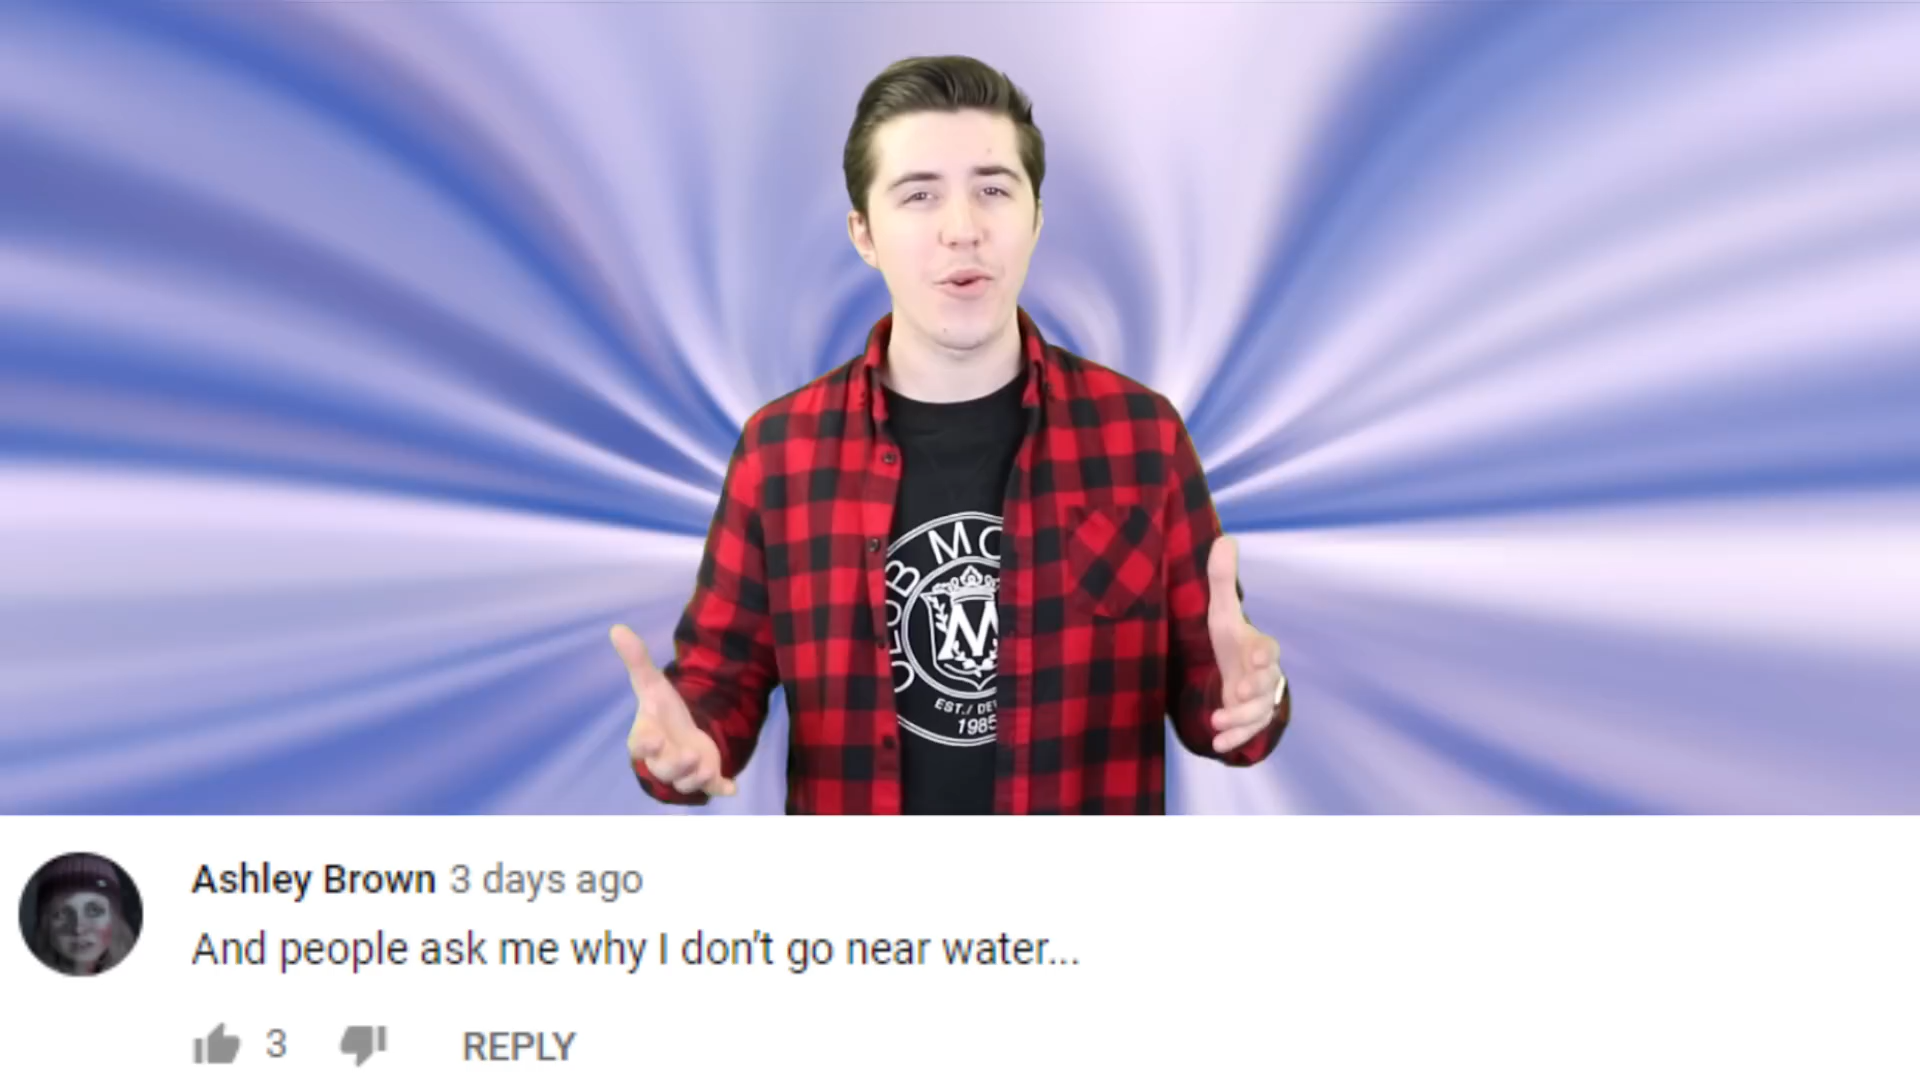 CLUB MO
M
EST./ DE
1985
Ashley Brown 3 days ago
And people ask me why I don't go near water...
3 REPLY